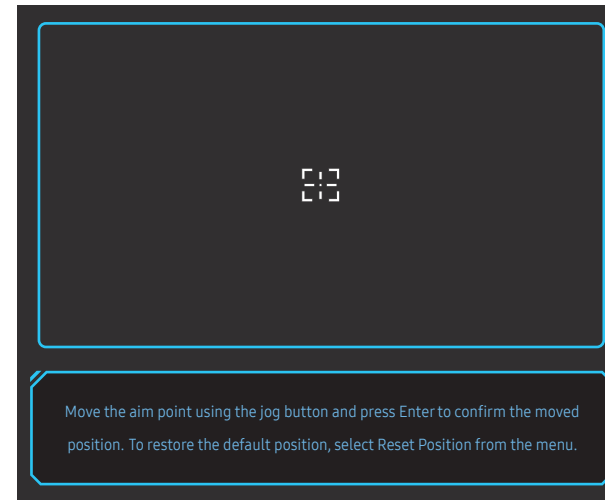 Move the aim point using the jog button and press Enter to confirm the moved
position. To restore the default position, select Reset Position from the menu.